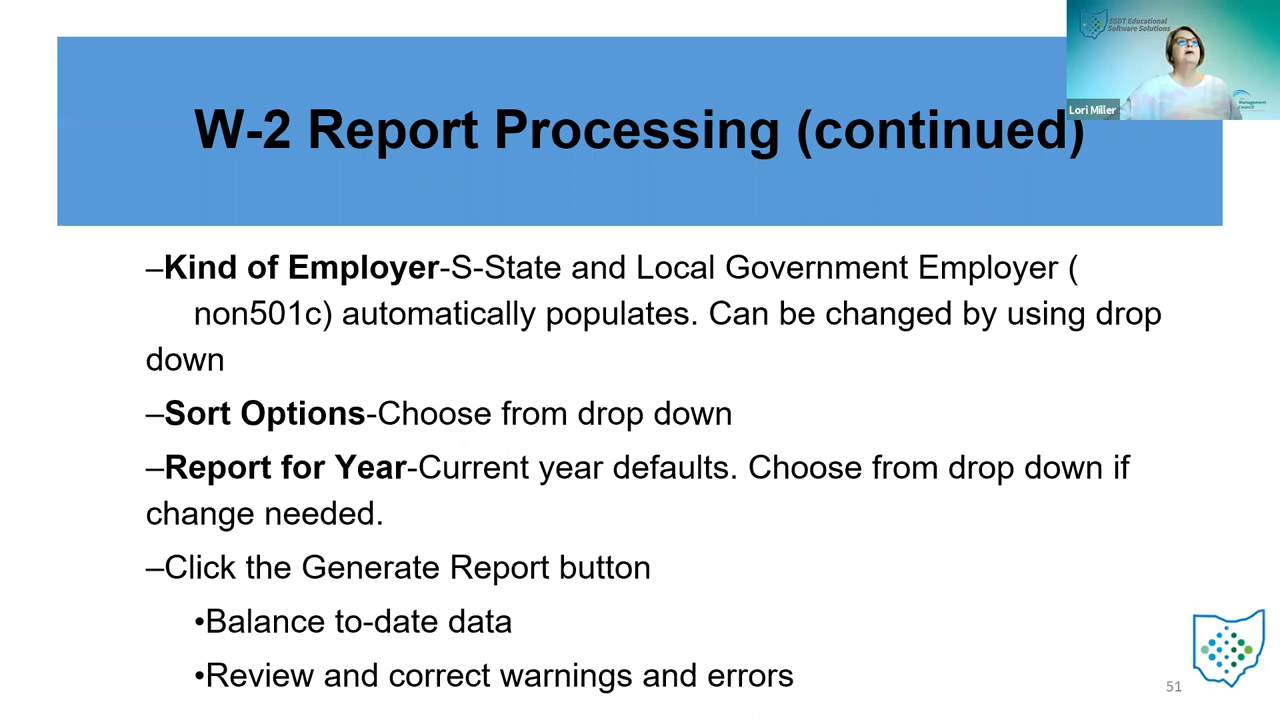 SSDT Educational
Software Solutions
Management
Council
Lori Miller
W-2 Report Processing (continued)
–Kind of Employer-S-State and Local Government Employer (
non501c) automatically populates. Can be changed by using drop
down
–Sort Options-Choose from drop down
–Report for Year-Current year defaults. Choose from drop down if
change needed.
–Click the Generate Report button
•Balance to-date data
•Review and correct warnings and errors
51